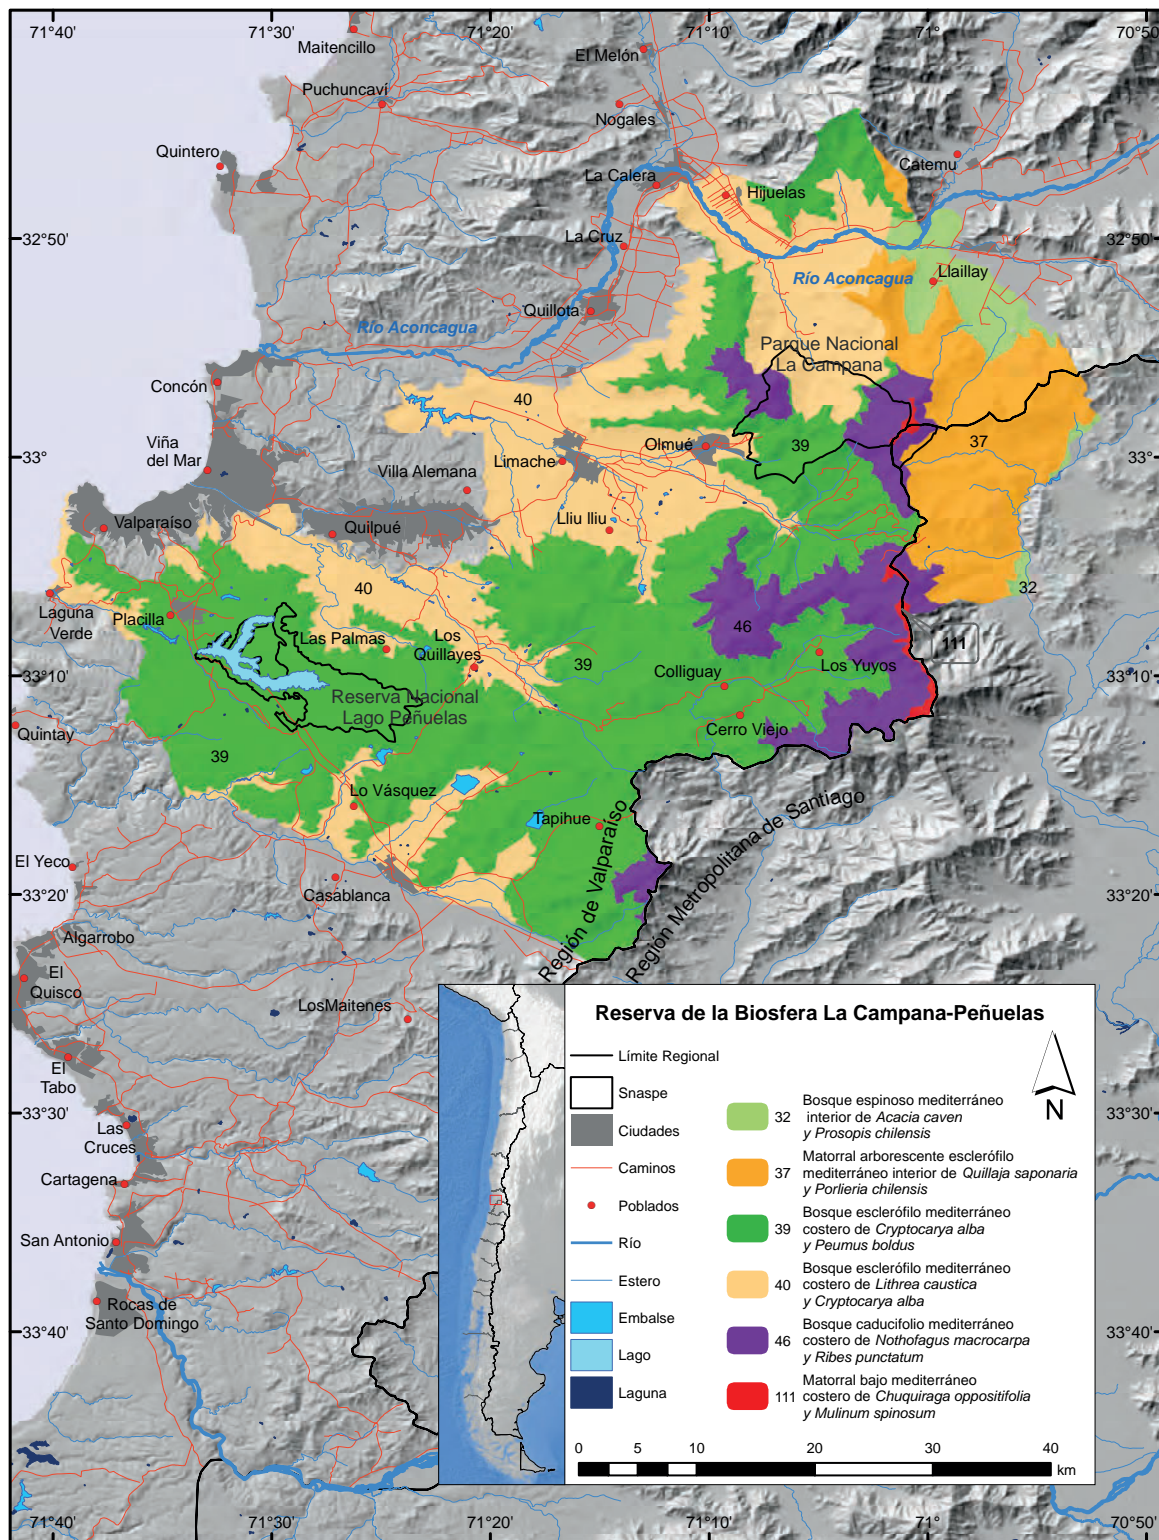 71°40'
71°30'
71°20'
71°10'
71°
70°50'
Maitencillo
El Melón
Puchuncaví
Nogales
Quintero
Catemu
La Calera
Hijuelas
32°50'
La Cruz
32°50'
Llaillay
Río Aconcagua
Quillota
Río Aconcagua
Parque Nacional
La Campana
Concón
40
Viña
del Mar
Olmué
39
37
33°
Limache
33°
Villa Alemana
Valparaíso
Quilpué
Lliu lliu
40
32
Laguna
Verde
Placilla
46
Las Palmas
Los
Quillayes
39
111
Colliguay
Los Yuyos
33°10'
33°10'
Reserva Nacional
Lago Peñuelas
Quintay
Cerro Viejo
39
Lo Vásquez
Tapihue
Región de Valparaíso
Región Metropolitana de Santiago
El Yeco
33°20'
Casablanca
33°20'
Algarrobo
El
Quisco
LosMaitenes
El
Tabo
33°30'
33°30'
Las
Cruces
Cartagena
San Antonio
Rocas de
Santo Domingo
33°40'
33°40'
Reserva de la Biosfera La Campana-Peñuelas
Límite Regional
Snaspe
Ciudades
Caminos
Poblados
Río
Estero
Embalse
Lago
Laguna
N
32
Bosque espinoso mediterráneo
interior de Acacia caven
y Prosopis chilensis
37
Matorral arborescente esclerófilo
mediterráneo interior de Quillaja saponaria
y Porlieria chilensis
39
Bosque esclerófilo mediterráneo
costero de Cryptocarya alba
y Peumus boldus
40
Bosque esclerófilo mediterráneo
costero de Lithrea caustica
y Cryptocarya alba
46
Bosque caducifolio mediterráneo
costero de Nothofagus macrocarpa
y Ribes punctatum
111
Matorral bajo mediterráneo
costero de Chuquiraga oppositifolia
y Mulinum spinosum
0 5 10 20 30 40
km
71°40'
71°30'
71°20'
71°10'
71°
70°50'